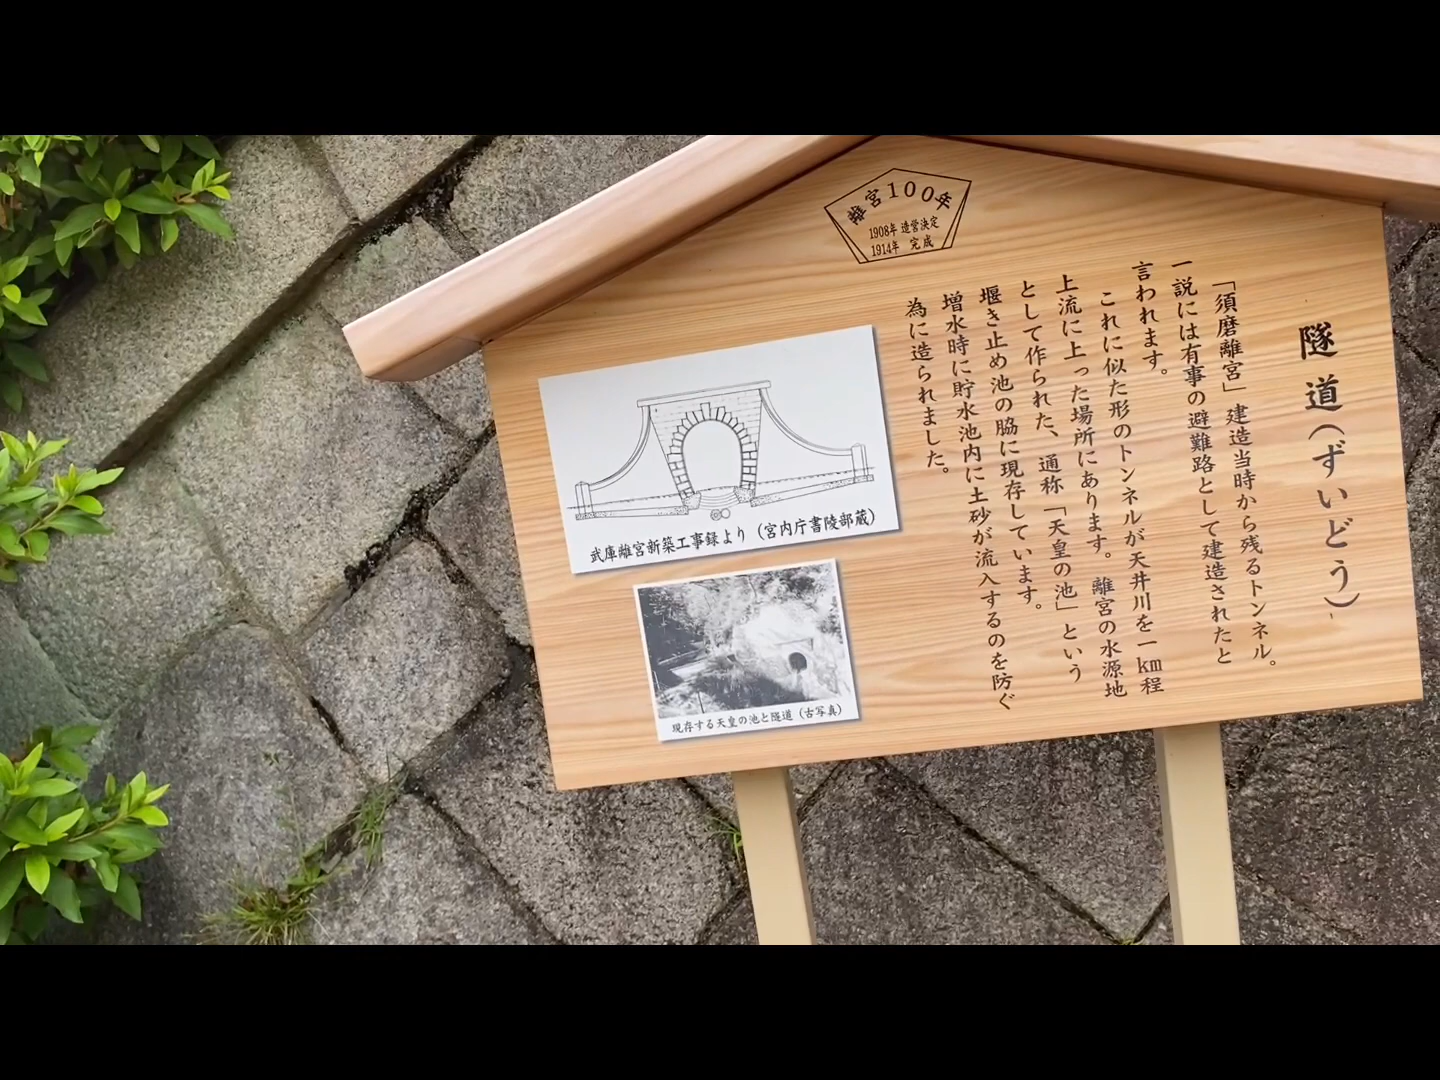 離宮100年
1908年 造営決定
1914年 完成
隧道(ずいどう)
「須磨離宮」建造当時から残るトンネル。
一説には有事の避難路として建造されたと
言われます。
これに似た形のトンネルが天井川を一km程
上流に上った場所にあります。離宮の水源地
として作られた、通称「天皇の池」という
堰き止め池の脇に現存しています。
増水時に貯水池内に土砂が流入するのを防ぐ
為に造られました。
武庫離宮新築工事録より(宮内庁書陵部蔵)
現存する天皇の池と隧道(古写真)